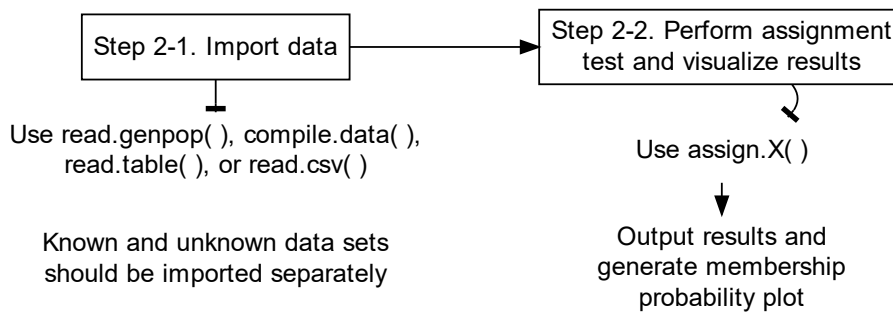 Step 2-1. Import data
Step 2-2. Perform assignment
test and visualize results
Use read.genpop( ), compile.data( ),
read.table( ), or read.csv( )
Use assign.X( )
Known and unknown data sets
should be imported separately
Output results and
generate membership
probability plot